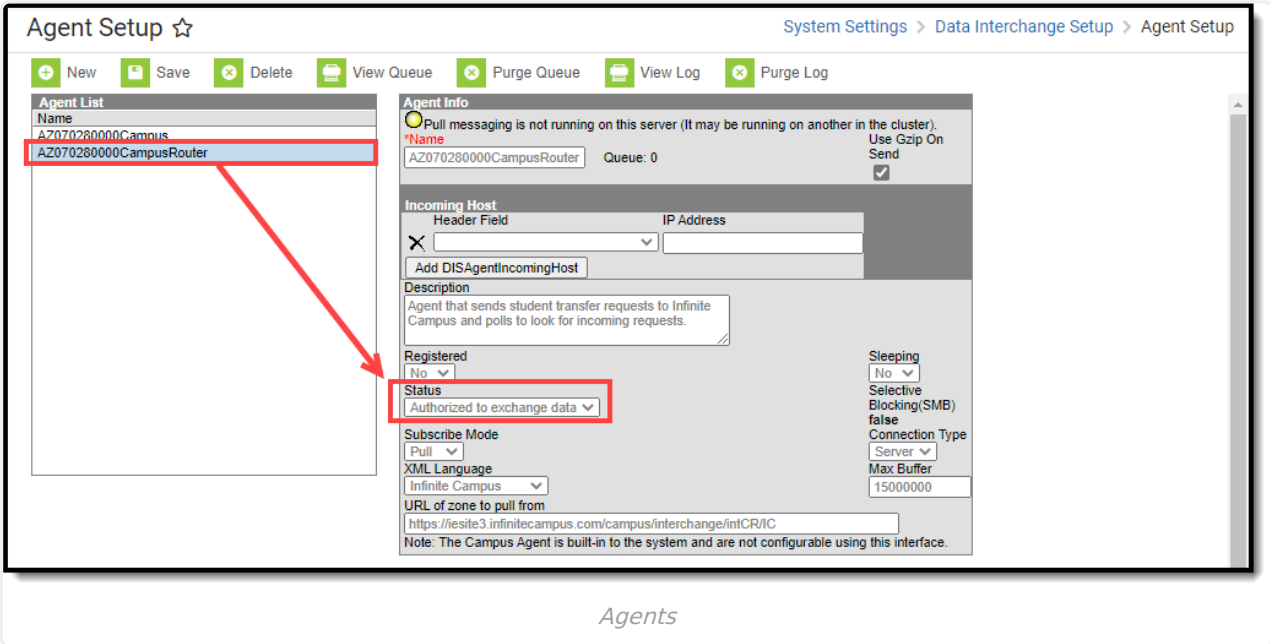 Agent Setup
System Settings > Data Interchange Setup > Agent Setup
New Save Delete View Queue Purge Queue View Log Purge Log
Agent List
Name
AZ070280000Campus
AZ070280000CampusRouter
Agent Info
Pull messaging is not running on this server (It may be running on another in the cluster).
*Name
AZ070280000CampusRouter
Queue: 0
Use Gzip On
Send
Incoming Host
Header Field IP Address
Add DISAgentIncomingHost
Description
Agent that sends student transfer requests to Infinite
Campus and polls to look for incoming requests.
Registered
No
Sleeping
No
Status
Authorized to exchange data
Selective
Blocking(SMB)
false
Subscribe Mode
Pull
Connection Type
Server
XML Language
Infinite Campus
Max Buffer
15000000
URL of zone to pull from
https://iesite3.infinitecampus.com/campus/interchange/intCR/IC
Note: The Campus Agent is built-in to the system and are not configurable using this interface.
Agents